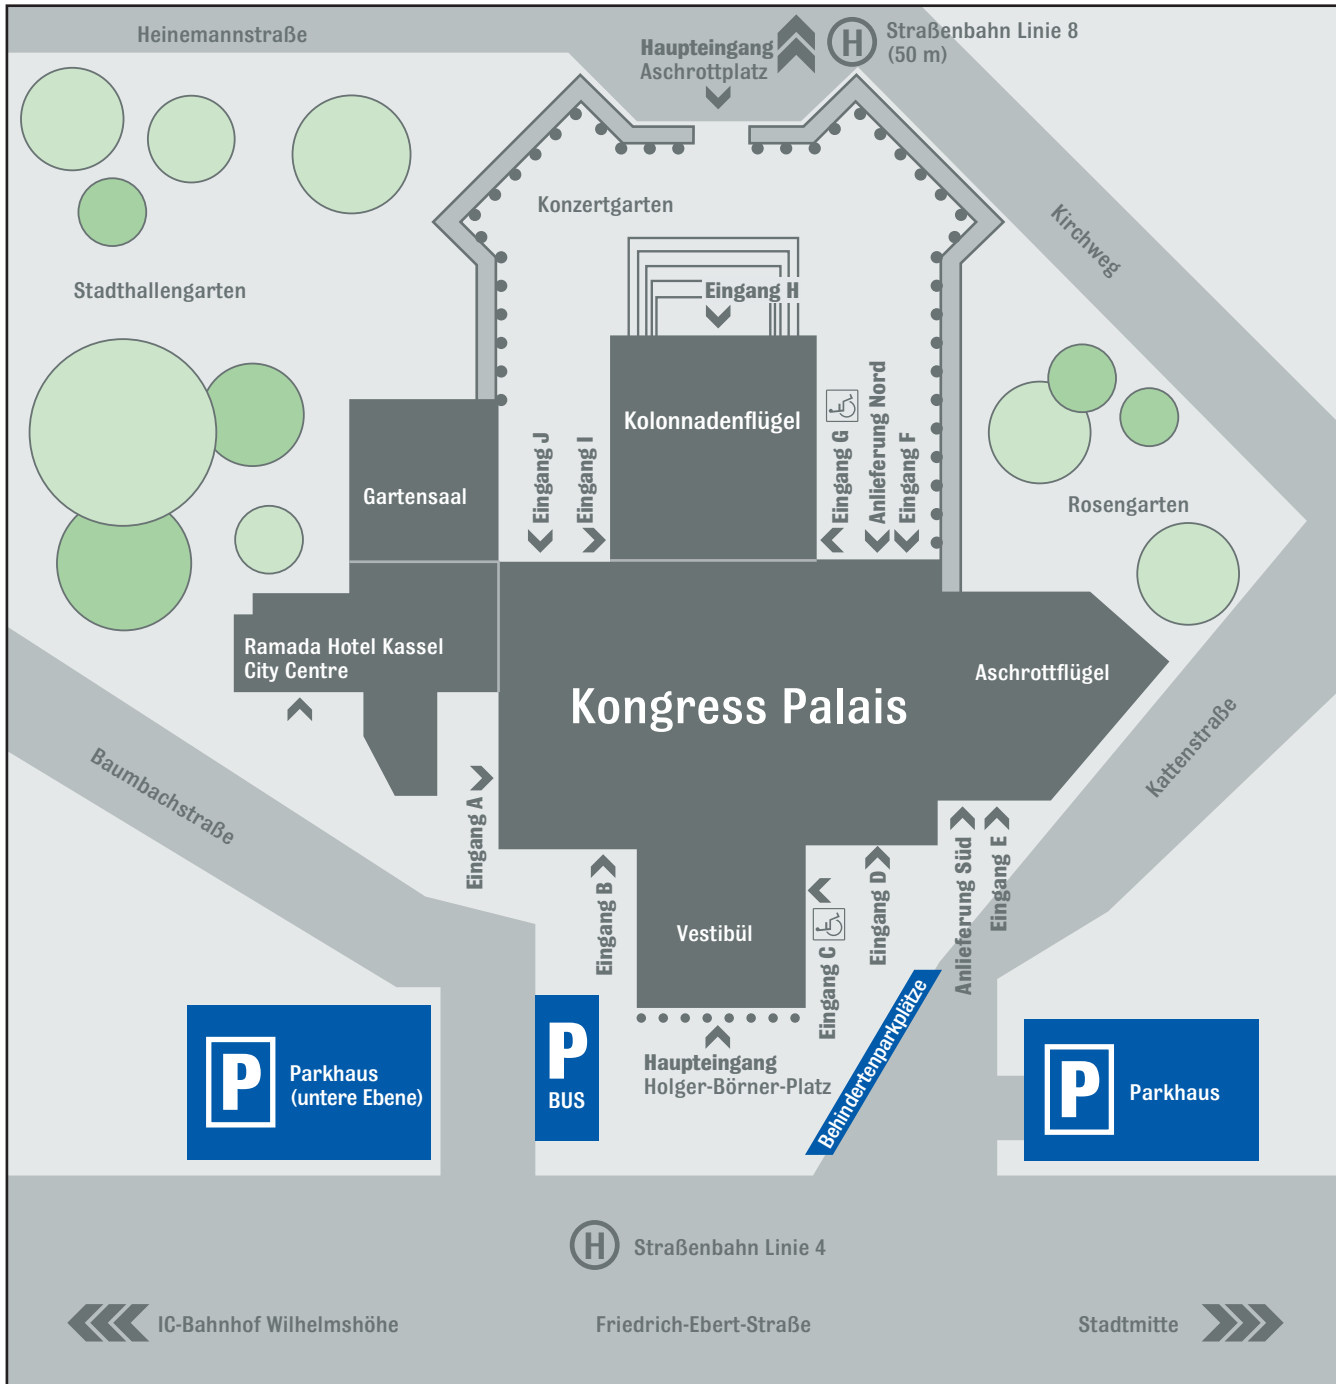 Heinemannstraße
Haupteingang
Aschrottplatz
H
Straßenbahn Linie 8
(50 m)
Konzertgarten
Kirchweg
Stadthallengarten
Eingang H
Kolonnadenflügel
Gartensaal
Eingang J
Eingang I
Eingang G
Anlieferung Nord
Eingang F
Rosengarten
Ramada Hotel Kassel
City Centre
Kongress Palais
Aschrottflügel
Baumbachstraße
Kattenstraße
Eingang A
Eingang B
Vestibül
Eingang C
Eingang D
Anlieferung Süd
Eingang E
P
Parkhaus
(untere Ebene)
P
BUS
Haupteingang
Holger-Börner-Platz
Behindertenparkplätze
P
Parkhaus
H
Straßenbahn Linie 4
IC-Bahnhof Wilhelmshöhe
Friedrich-Ebert-Straße
Stadtmitte